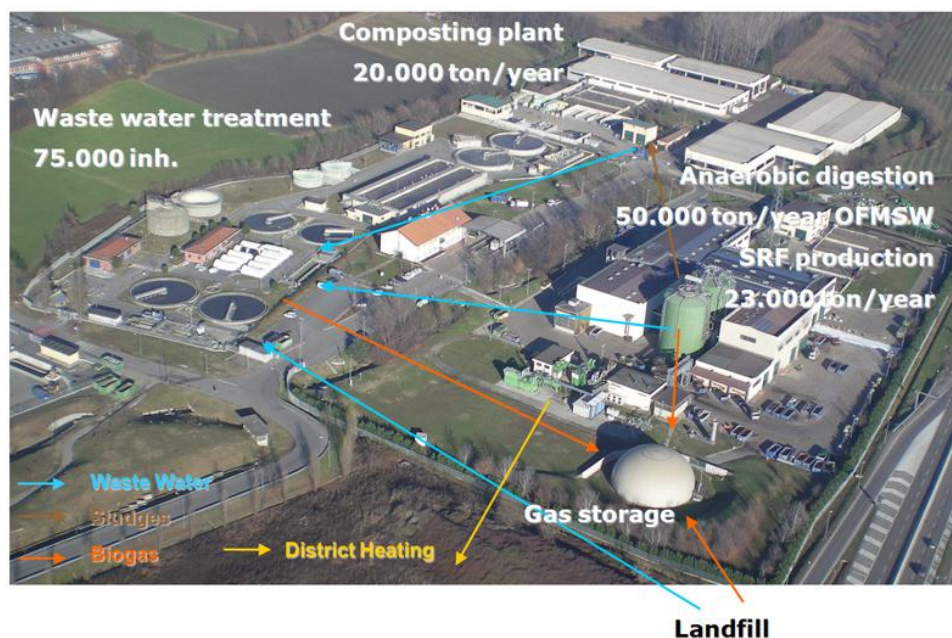 Composting plant
20.000 ton/year
Waste water treatment
75.000 inh.
Anaerobic digestion
50.000 ton/year OFMSW
SRF production
23.000 ton/year
Waste Water
Sludges
Biogas
District Heating
Gas storage
Landfill